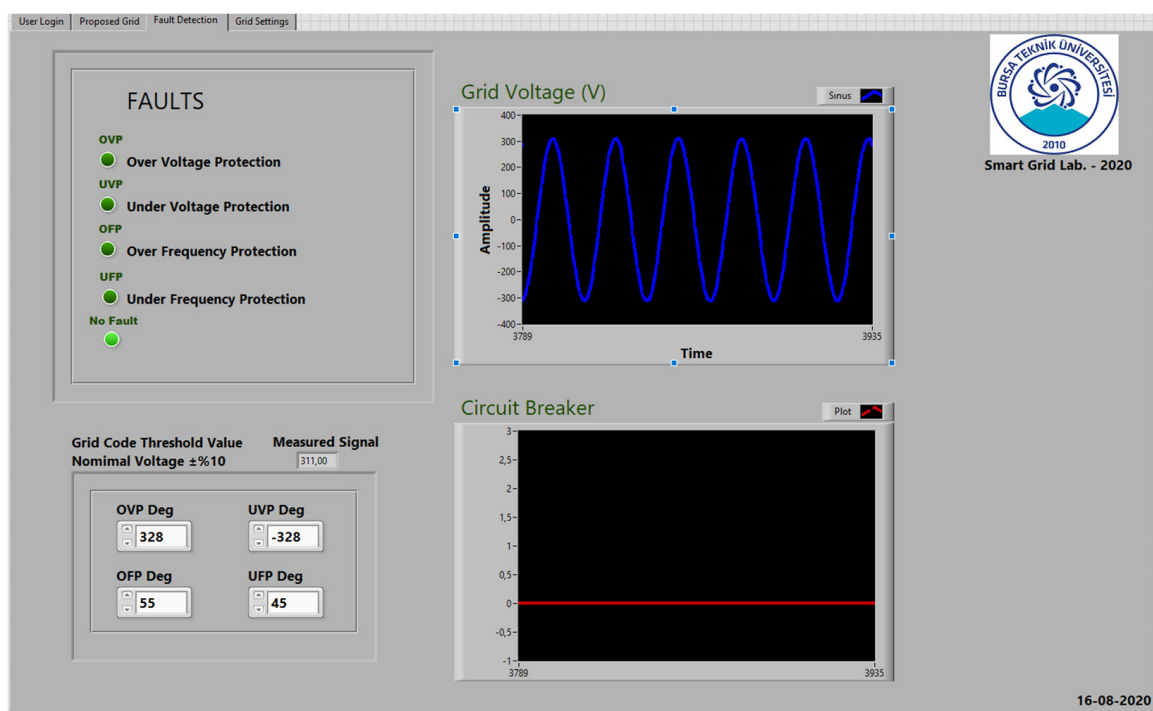 User Login
Proposed Grid
Fault Detection
Grid Settings
FAULTS
OVP
Over Voltage Protection
UVP
Under Voltage Protection
OFP
Over Frequency Protection
UFP
Under Frequency Protection
No Fault
Grid Code Threshold Value
Nomimal Voltage ±%10
Measured Signal
311,00
OVP Deg
328
UVP Deg
-328
OFP Deg
55
UFP Deg
45
Grid Voltage (V)
Sınus
Amplitude
400
300
200
100
0
-100
-200
-300
-400
3789
3935
Time
Circuit Breaker
Plot
3
2,5
2
1,5
1
0,5
0
-0,5
-1
3789
3935
BURSA TEKNİK ÜNİVERSİTESİ
2010
Smart Grid Lab. - 2020
16-08-2020